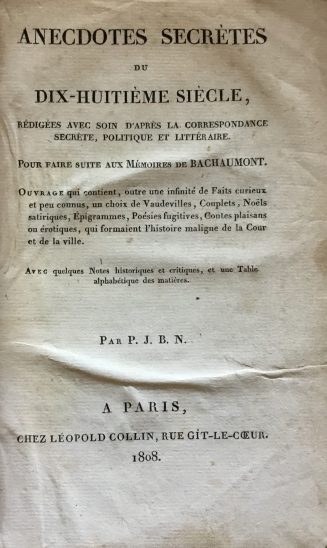 ANECDOTES SECRÈTES
DU
DIX-HUITIÈME SIÈCLE,
RÉDIGÉES AVEC SOIN D'APRÈS LA CORRESPONDANCE
SECRÈTE, POLITIQUE ET LITTÉRAIRE.
POUR FAIRE SUITE AUX MÉMOIRES DE BACHAUMONT.
OUVRAGE qui contient, outre une infinité de Faits curieux
et peu connus, un choix de Vaudevilles, Couplets, Noëls
satiriques, Épigrammes, Poésies fugitives, Contes plaisans
ou érotiques, qui formaient l'histoire maligne de la Cour
et de la ville.
AVEC quelques Notes historiques et critiques, et une Table
alphabétique des matières.
PAR P. J. B. N.
A PARIS,
CHEZ LÉOPOLD COLLIN, RUE GÎT-LE-CŒUR.
1808.